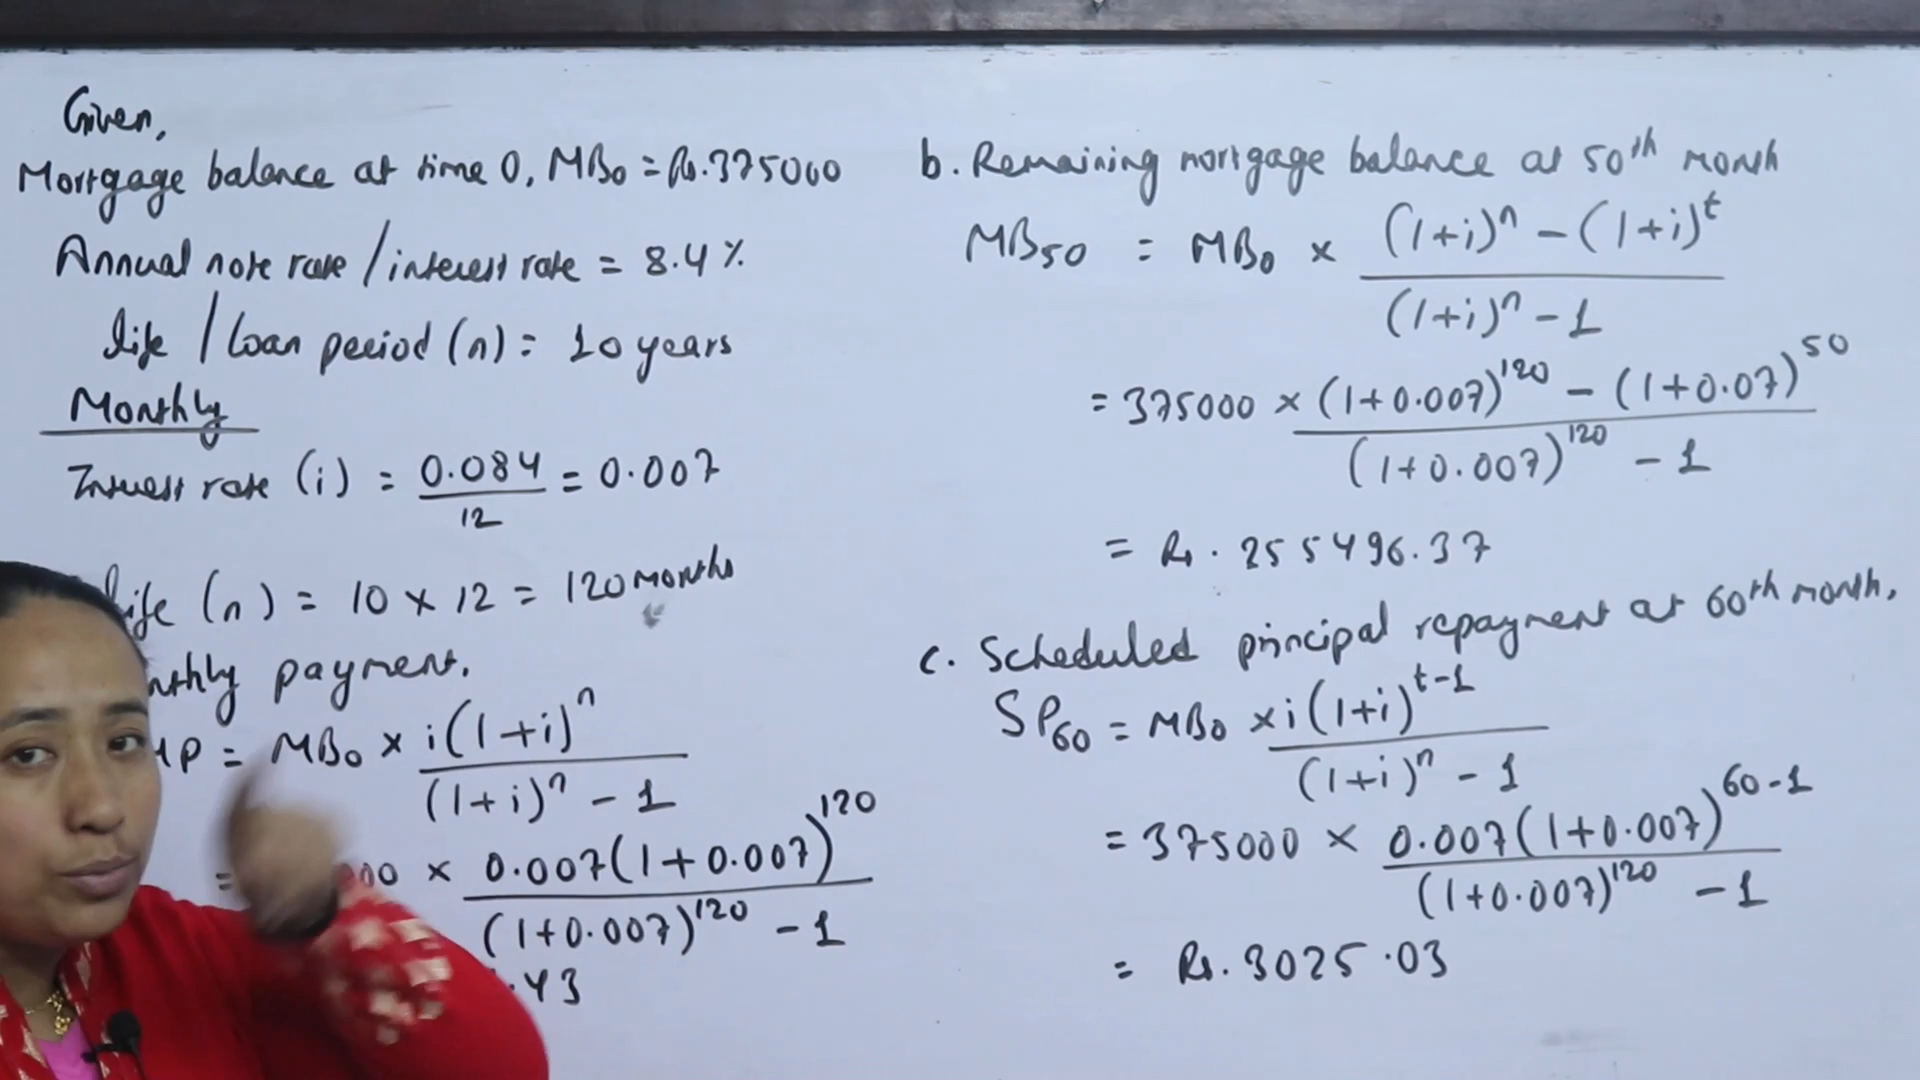 Given,
Mortgage balance at time 0, MB₀ = Rs. 375000
Annual note rate / interest rate = 8.4 %
life / loan period (n) = 10 years
Monthly
Interest rate (i) = 0.084 / 12 = 0.007
life (n) = 10 × 12 = 120 months
nthly payment.
MP = MB₀ × i(1+i)ⁿ / (1+i)ⁿ - 1
= 000 × 0.007(1+0.007)¹²⁰ / (1+0.007)¹²⁰ - 1
.43
b. Remaining mortgage balance at 50ᵗʰ month
MB₅₀ = MB₀ × (1+i)ⁿ - (1+i)ᵗ / (1+i)ⁿ - 1
= 375000 × (1+0.007)¹²⁰ - (1+0.07)⁵⁰ / (1+0.007)¹²⁰ - 1
= Rs. 255496.37
c. Scheduled principal repayment at 60ᵗʰ month,
SP₆₀ = MB₀ × i(1+i)ᵗ⁻¹ / (1+i)ⁿ - 1
= 375000 × 0.007(1+0.007)⁶⁰⁻¹ / (1+0.007)¹²⁰ - 1
= Rs. 3025.03